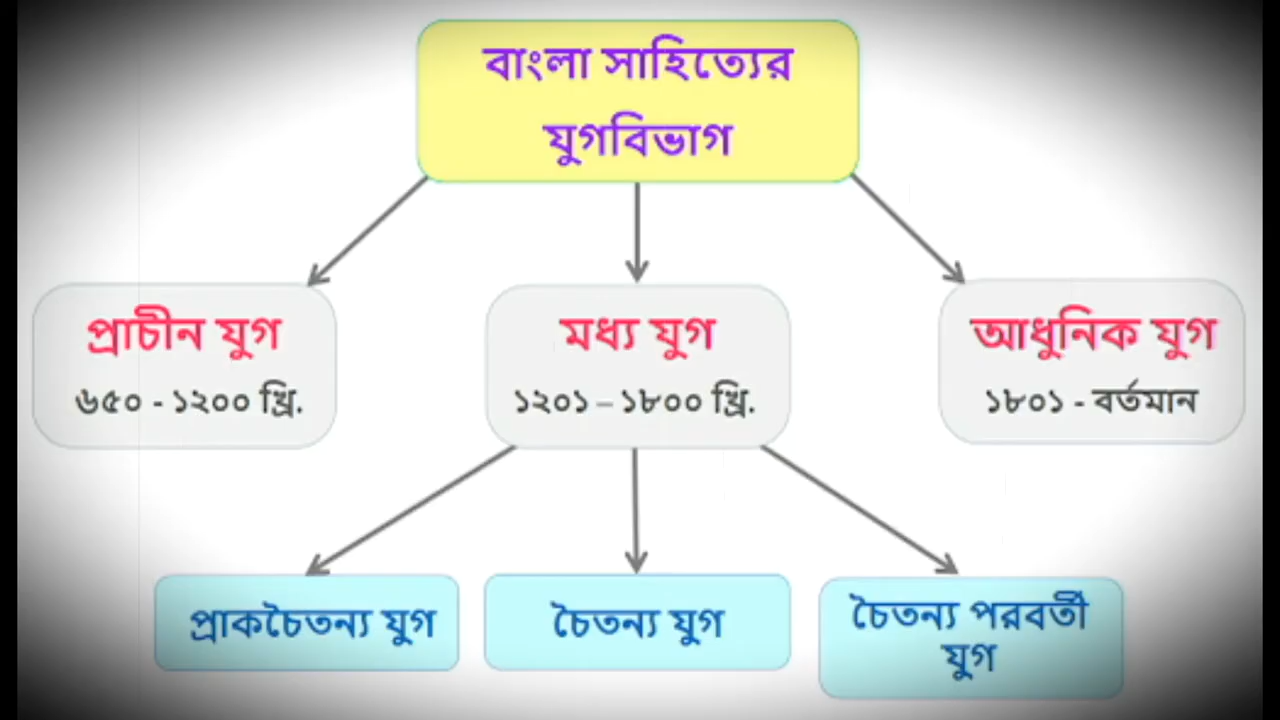 বাংলা সাহিত্যের
যুগবিভাগ
প্রাচীন যুগ
৬৫০ - ১২০০ খ্রি.
মধ্য যুগ
১২০১ – ১৮০০ খ্রি.
আধুনিক যুগ
১৮০১ - বর্তমান
প্রাকচৈতন্য যুগ
চৈতন্য যুগ
চৈতন্য পরবর্তী
যুগ